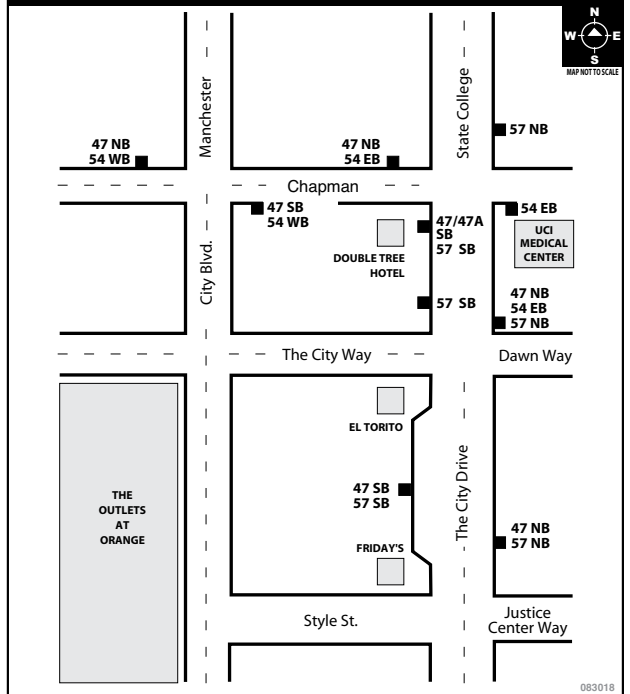 N
W E
S
MAP NOT TO SCALE
Manchester
State College
57 NB
47 NB
54 WB
47 NB
54 EB
Chapman
47 SB
54 WB
47/47A
SB
57 SB
54 EB
UCI
MEDICAL
CENTER
City Blvd.
DOUBLE TREE
HOTEL
57 SB
47 NB
54 EB
57 NB
The City Way
Dawn Way
EL TORITO
THE
OUTLETS
AT
ORANGE
47 SB
57 SB
The City Drive
47 NB
57 NB
FRIDAY'S
Style St.
Justice
Center Way
083018